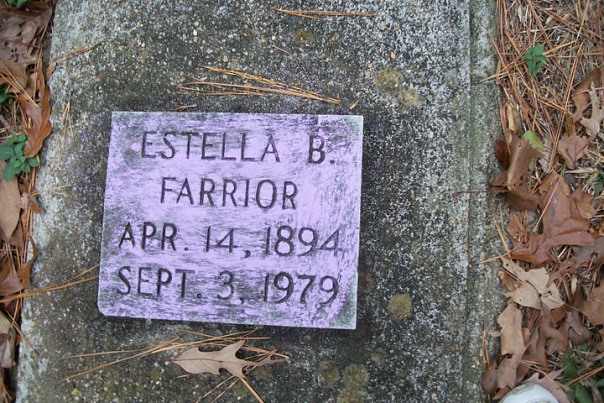 ESTELLA B.
FARRIOR
APR. 14, 1894
SEPT. 3, 1979